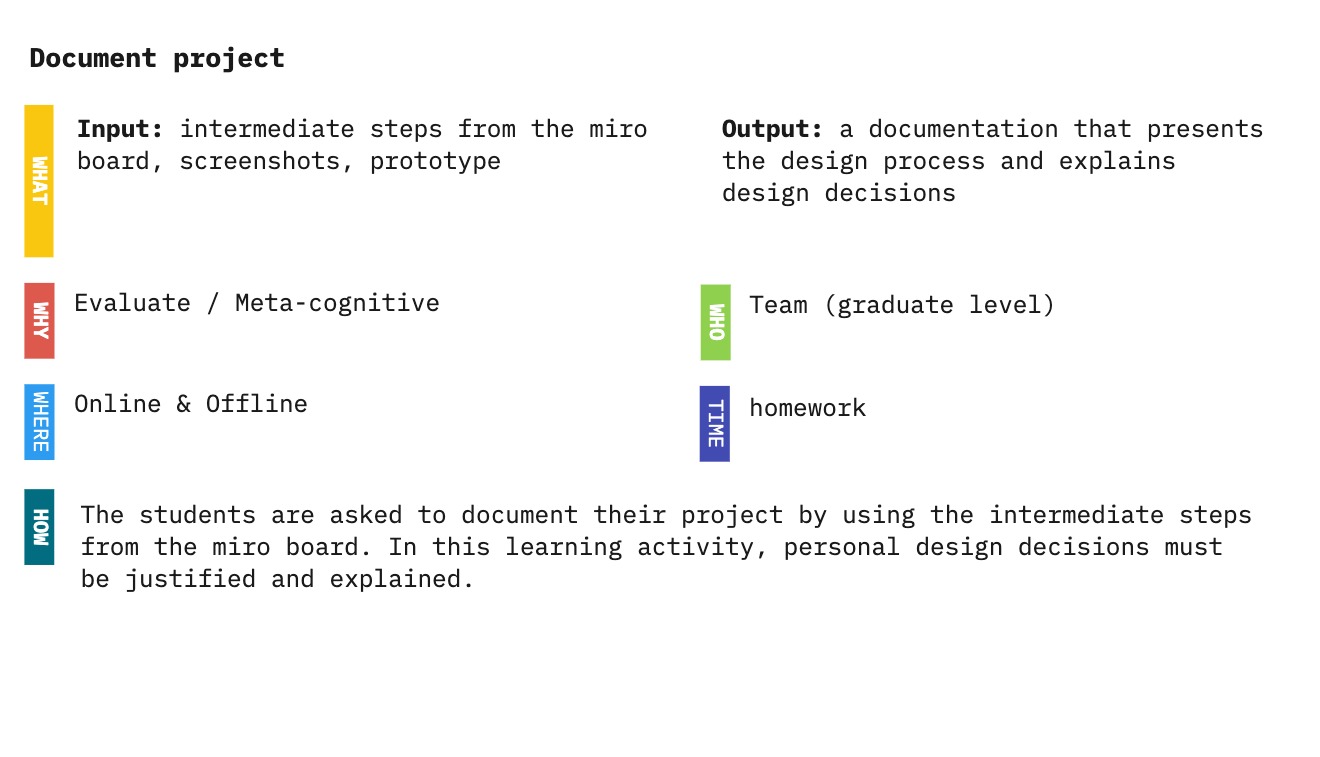 Document project
WHAT
Input: intermediate steps from the miro
board, screenshots, prototype
Output: a documentation that presents
the design process and explains
design decisions
WHY
Evaluate / Meta-cognitive
WHO
Team (graduate level)
WHERE
Online & Offline
TIME
homework
HOW
The students are asked to document their project by using the intermediate steps
from the miro board. In this learning activity, personal design decisions must
be justified and explained.